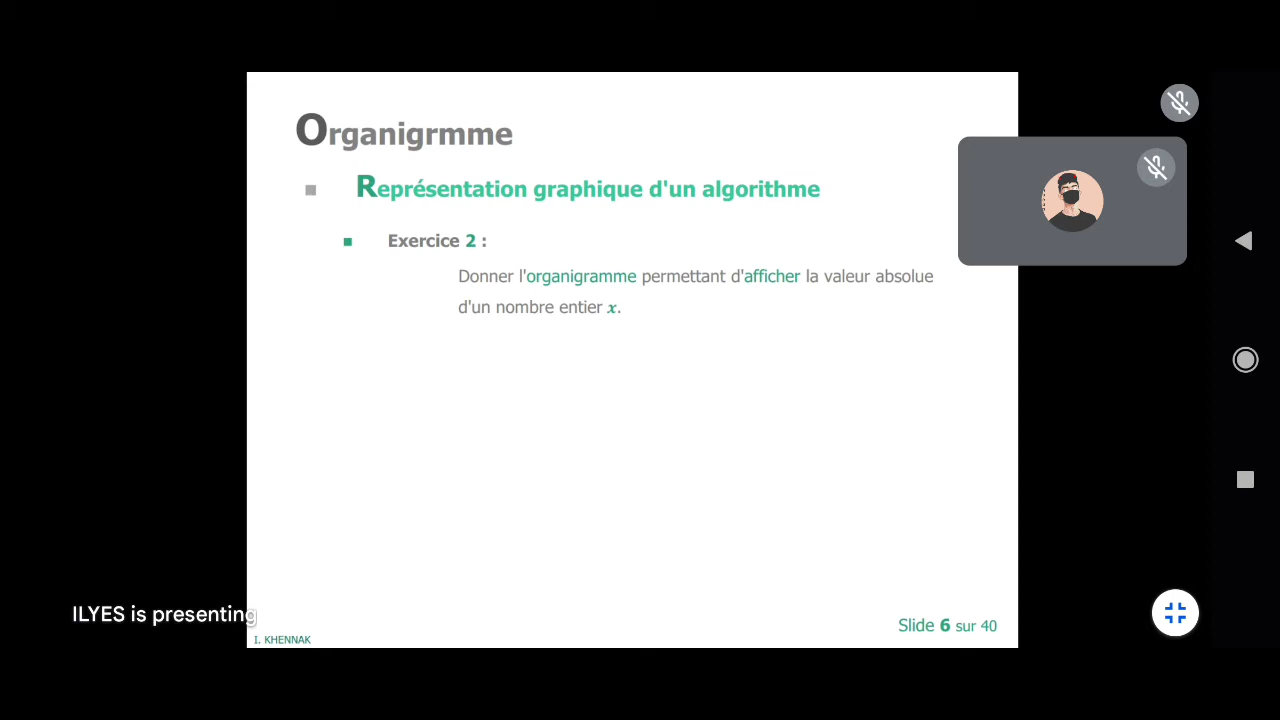 Organigrmme
Représentation graphique d'un algorithme
Exercice 2 :
Donner l'organigramme permettant d'afficher la valeur absolue
d'un nombre entier x.
ILYES is presenting
Slide 6 sur 40
I. KHENNAK